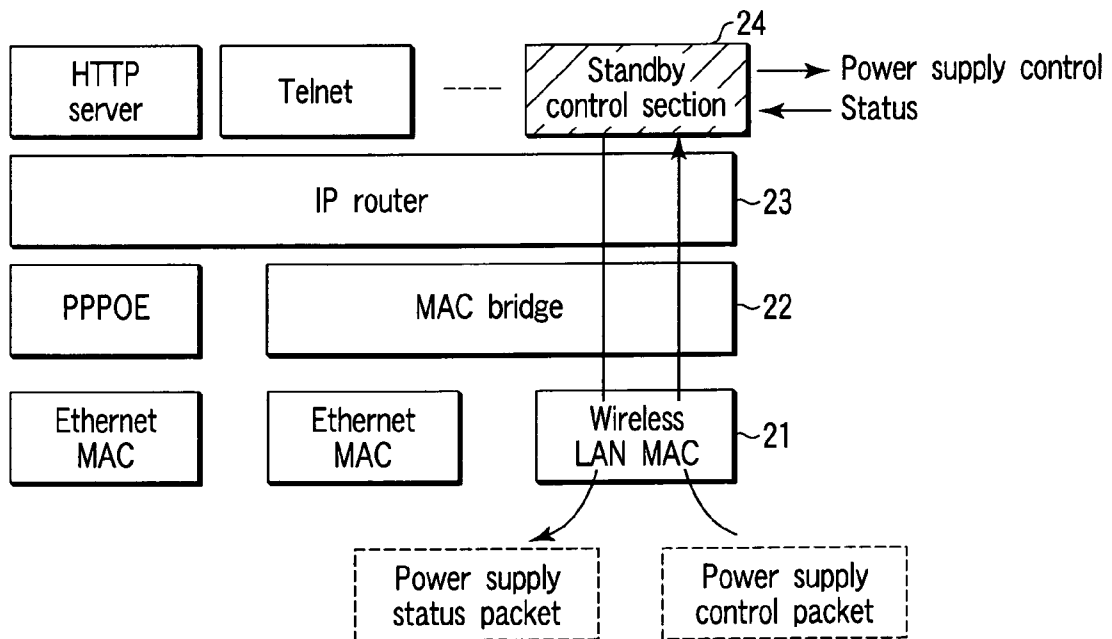 24
HTTP
server
Telnet
Standby
control section
Power supply control
Status
IP router
23
PPPOE
MAC bridge
22
Ethernet
MAC
Ethernet
MAC
Wireless
LAN MAC
21
Power supply
status packet
Power supply
control packet